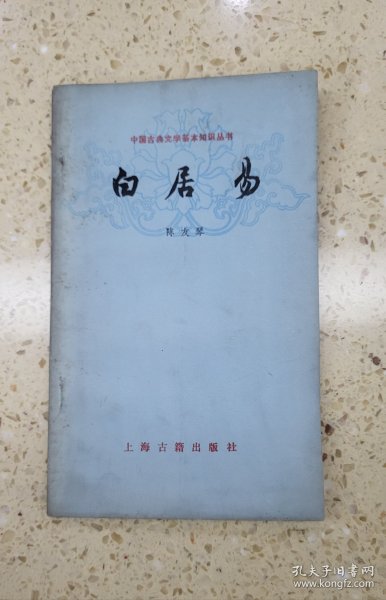 中国古典文学基本知识丛书
白居易
陈友琴
上海古籍出版社
孔夫子旧书网
www.kongfz.com